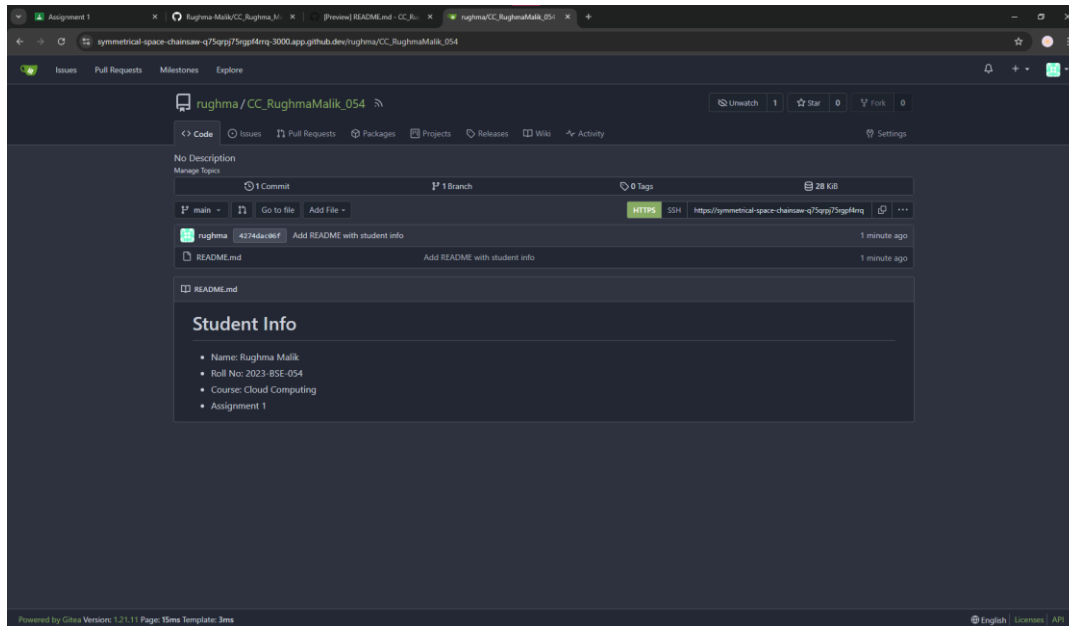 Assignment 1
Rughma-Malik/CC_Rughma_M
[Preview] README.md - CC_Ru
rughma/CC_RughmaMalik_054
symmetrical-space-chainsaw-q75qrpj75rgpf4rrq-3000.app.github.dev/rughma/CC_RughmaMalik_054
Issues Pull Requests Milestones Explore
rughma/CC_RughmaMalik_054
Unwatch 1 Star 0 Fork 0
Code Issues Pull Requests Packages Projects Releases Wiki Activity Settings
No Description
Manage Topics
1 Commit 1 Branch 0 Tags 28 KiB
main Go to file Add File HTTPS SSH https://symmetrical-space-chainsaw-q75qrpj75rgpf4rrq
rughma 4274dac06f Add README with student info 1 minute ago
README.md Add README with student info 1 minute ago
README.md
Student Info
• Name: Rughma Malik
• Roll No: 2023-BSE-054
• Course: Cloud Computing
• Assignment 1
Powered by Gitea Version: 1.21.11 Page: 15ms Template: 3ms English Licenses API